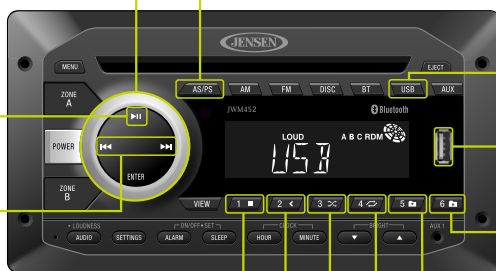 JENSEN
MENU
EJECT
ZONE
A
AS/PS AM FM DISC BT USB AUX
JWM452
Bluetooth
LOUD A B C RDM
USB
POWER
ENTER
ZONE
B
VIEW 1 2 3 4 5 6
• LOUDNESS ON/OFF • SET CLOCK BRIGHT AUX 1
AUDIO SETTINGS ALARM SLEEP HOUR MINUTE